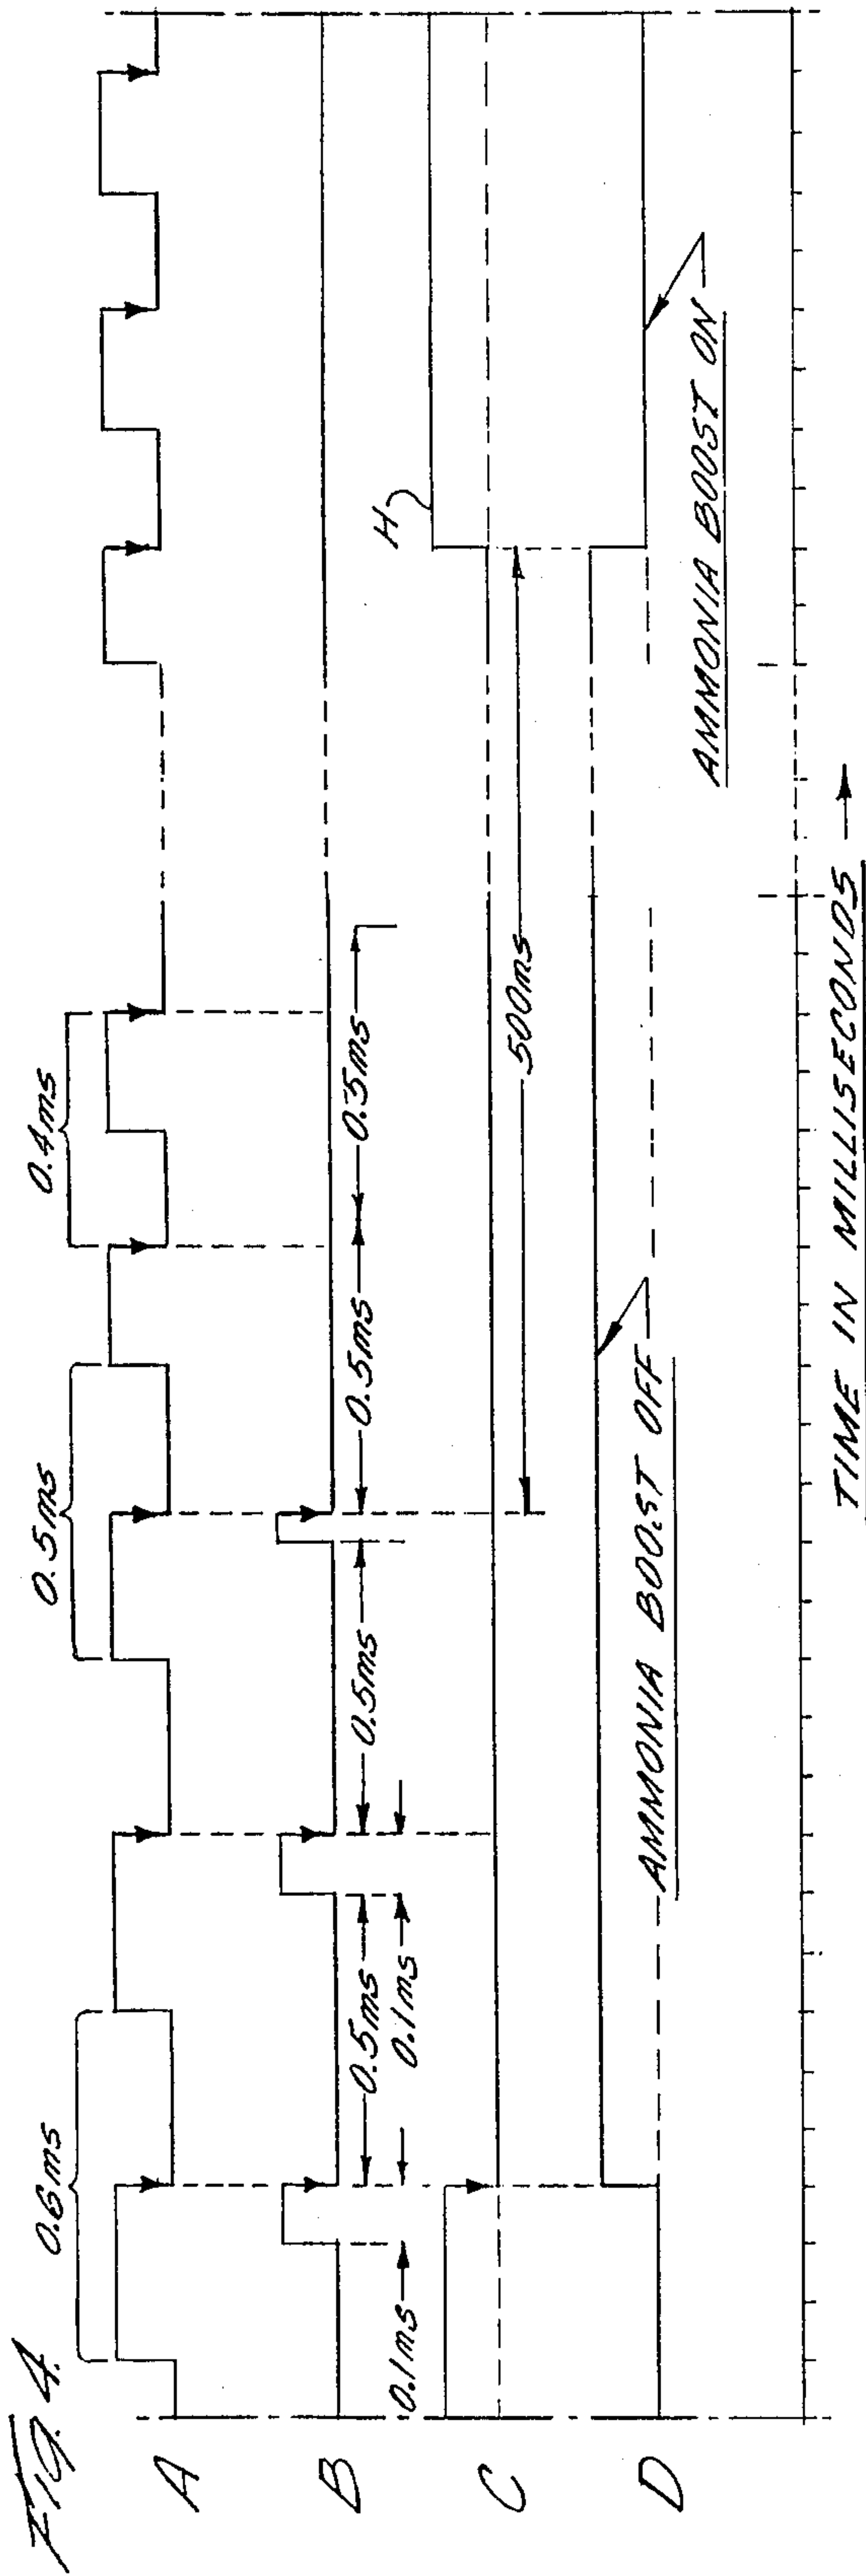 FIG. 4.
0.6ms
0.5ms
0.4ms
A
B
0.1ms
0.5ms
0.1ms
0.5ms
0.5ms
0.5ms
H
C
500ms
D
AMMONIA BOOST OFF
AMMONIA BOOST ON
TIME IN MILLISECONDS